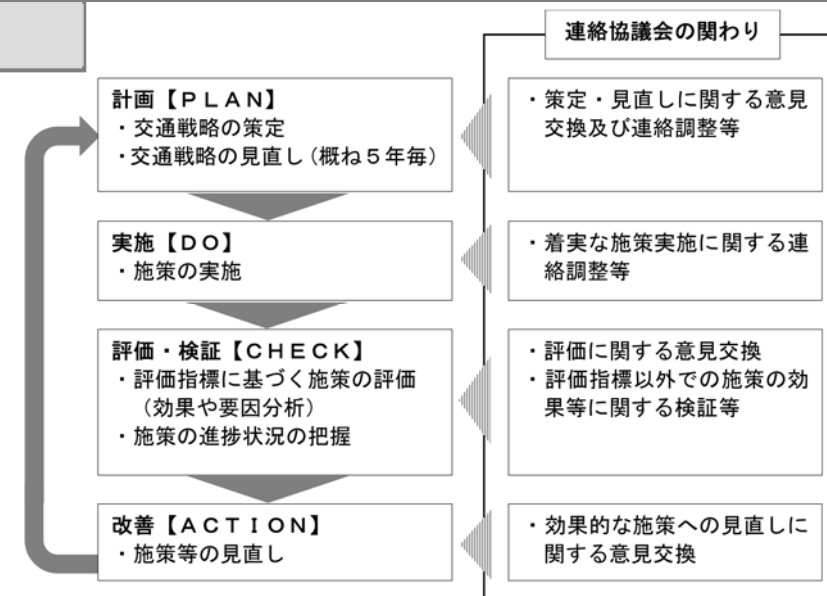 連絡協議会の関わり
計画【ＰＬＡＮ】
・交通戦略の策定
・交通戦略の見直し（概ね５年毎）
・策定・見直しに関する意見
交換及び連絡調整等
実施【ＤＯ】
・施策の実施
・着実な施策実施に関する連
絡調整等
評価・検証【ＣＨＥＣＫ】
・評価指標に基づく施策の評価
（効果や要因分析）
・施策の進捗状況の把握
・評価に関する意見交換
・評価指標以外での施策の効
果等に関する検証等
改善【ＡＣＴＩＯＮ】
・施策等の見直し
・効果的な施策への見直しに
関する意見交換